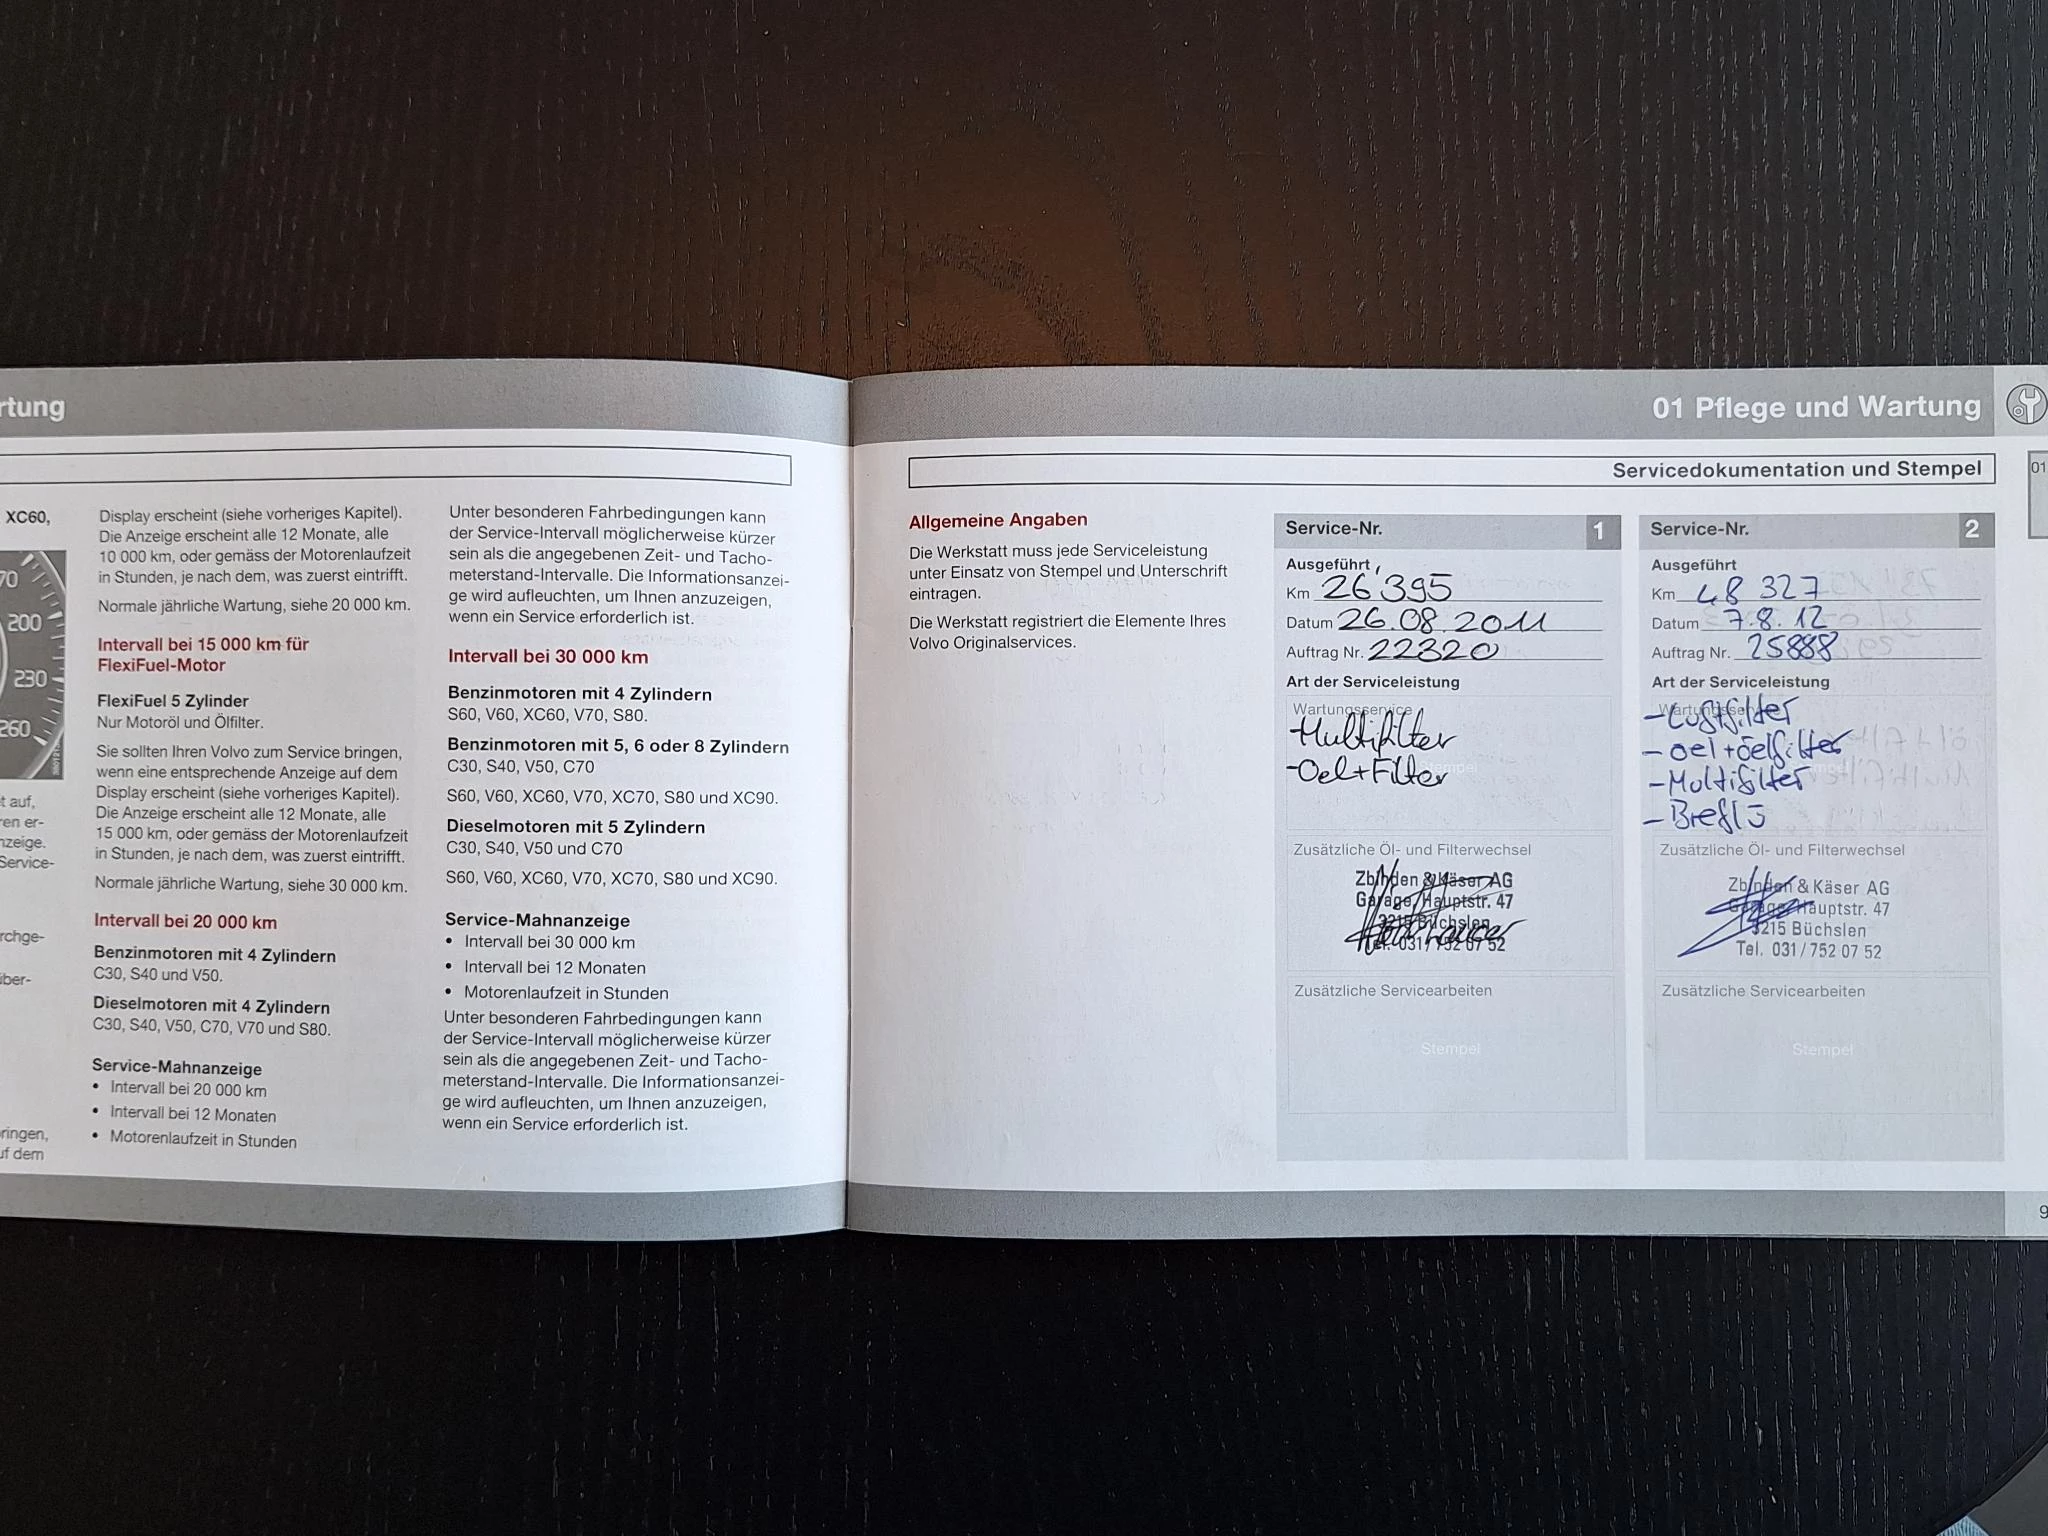 rtung
XC60,
70
200
230
260
t auf,
ren er-
nzeige.
Service-
rchge-
über-
ringen,
uf dem
Display erscheint (siehe vorheriges Kapitel).
Die Anzeige erscheint alle 12 Monate, alle
10 000 km, oder gemäss der Motorenlaufzeit
in Stunden, je nach dem, was zuerst eintrifft.
Normale jährliche Wartung, siehe 20 000 km.
Intervall bei 15 000 km für
FlexiFuel-Motor
FlexiFuel 5 Zylinder
Nur Motoröl und Ölfilter.
Sie sollten Ihren Volvo zum Service bringen,
wenn eine entsprechende Anzeige auf dem
Display erscheint (siehe vorheriges Kapitel).
Die Anzeige erscheint alle 12 Monate, alle
15 000 km, oder gemäss der Motorenlaufzeit
in Stunden, je nach dem, was zuerst eintrifft.
Normale jährliche Wartung, siehe 30 000 km.
Intervall bei 20 000 km
Benzinmotoren mit 4 Zylindern
C30, S40 und V50.
Dieselmotoren mit 4 Zylindern
C30, S40, V50, C70, V70 und S80.
Service-Mahnanzeige
• Intervall bei 20 000 km
• Intervall bei 12 Monaten
• Motorenlaufzeit in Stunden
Unter besonderen Fahrbedingungen kann
der Service-Intervall möglicherweise kürzer
sein als die angegebenen Zeit- und Tacho-
meterstand-Intervalle. Die Informationsanzei-
ge wird aufleuchten, um Ihnen anzuzeigen,
wenn ein Service erforderlich ist.
Intervall bei 30 000 km
Benzinmotoren mit 4 Zylindern
S60, V60, XC60, V70, S80.
Benzinmotoren mit 5, 6 oder 8 Zylindern
C30, S40, V50, C70
S60, V60, XC60, V70, XC70, S80 und XC90.
Dieselmotoren mit 5 Zylindern
C30, S40, V50 und C70
S60, V60, XC60, V70, XC70, S80 und XC90.
Service-Mahnanzeige
• Intervall bei 30 000 km
• Intervall bei 12 Monaten
• Motorenlaufzeit in Stunden
Unter besonderen Fahrbedingungen kann
der Service-Intervall möglicherweise kürzer
sein als die angegebenen Zeit- und Tacho-
meterstand-Intervalle. Die Informationsanzei-
ge wird aufleuchten, um Ihnen anzuzeigen,
wenn ein Service erforderlich ist.
01 Pflege und Wartung
Servicedokumentation und Stempel
01
Allgemeine Angaben
Die Werkstatt muss jede Serviceleistung
unter Einsatz von Stempel und Unterschrift
eintragen.
Die Werkstatt registriert die Elemente Ihres
Volvo Originalservices.
Service-Nr. 1
Ausgeführt
Km 26'395
Datum 26.08.2011
Auftrag Nr. 22320
Art der Serviceleistung
Wartungsservice
-Multifilter
-Oel+Filter
Zusätzliche Öl- und Filterwechsel
Zbinden & Käser AG
Garage, Hauptstr. 47
3215 Büchslen
Tel. 031/752 07 52
Zusätzliche Servicearbeiten
Stempel
Service-Nr. 2
Ausgeführt
Km 48 327
Datum 7.8.12
Auftrag Nr. 25888
Art der Serviceleistung
Wartungsservice
-Luftfilter
-oel+öelfilter
-Multifilter
-Breflü
Zusätzliche Öl- und Filterwechsel
Zbinden & Käser AG
Garage, Hauptstr. 47
3215 Büchslen
Tel. 031/752 07 52
Zusätzliche Servicearbeiten
Stempel
9